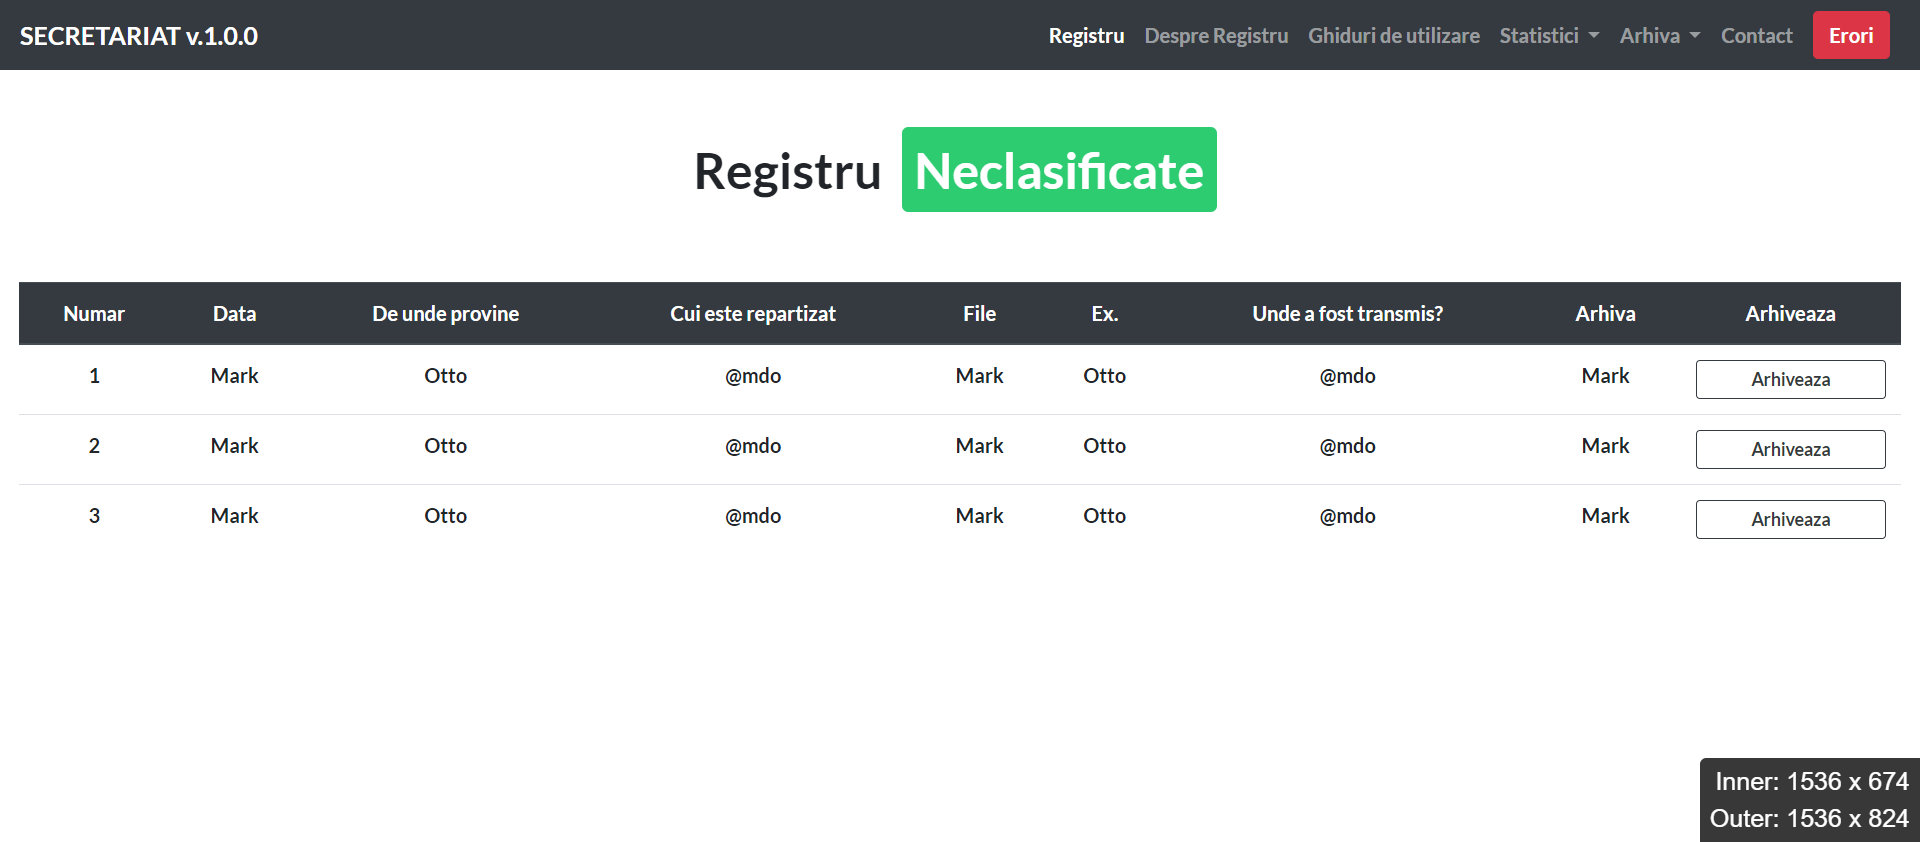 SECRETARIAT v.1.0.0 Registru Despre Registru Ghiduri de utilizare Statistici Arhiva Contact Erori
Registru Neclasificate
Numar Data De unde provine Cui este repartizat File Ex. Unde a fost transmis? Arhiva Arhiveaza
1 Mark Otto @mdo Mark Otto @mdo Mark Arhiveaza
2 Mark Otto @mdo Mark Otto @mdo Mark Arhiveaza
3 Mark Otto @mdo Mark Otto @mdo Mark Arhiveaza
Inner: 1536 x 674
Outer: 1536 x 824